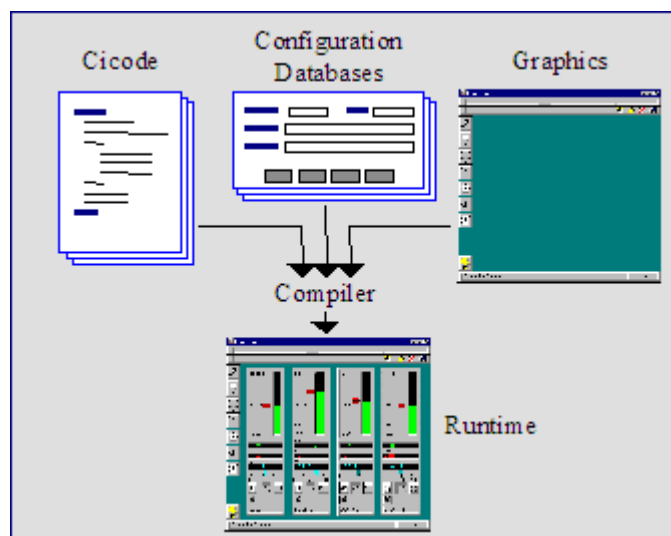 Cicode
Configuration
Databases
Graphics
Compiler
Runtime